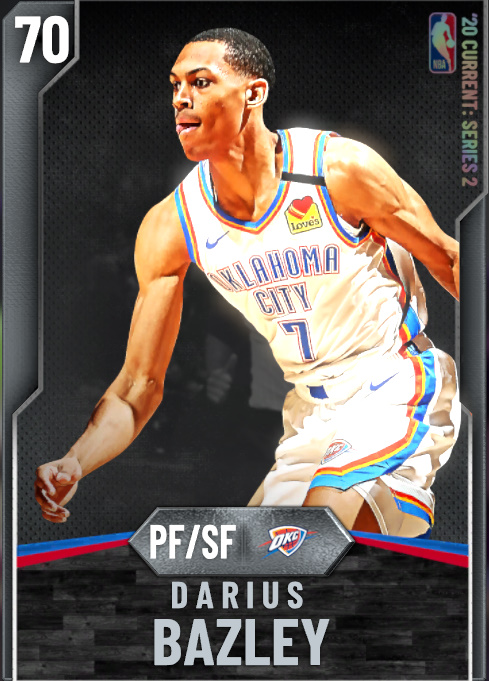 70
NBA
'20 CURRENT: SERIES 2
Love's
OKLAHOMA
CITY
7
PF/SF
OKC
DARIUS
BAZLEY